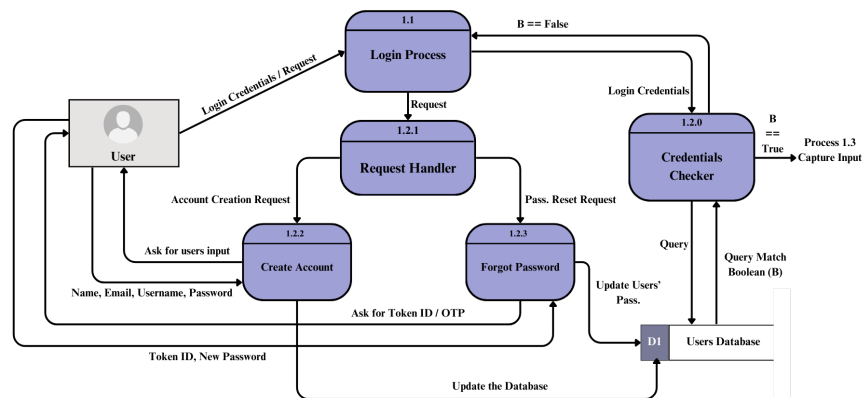 1.1
Login Process
B == False
Login Credentials / Request
Request
Login Credentials
User
1.2.1
Request Handler
1.2.0
Credentials
Checker
B
==
True
Process 1.3
Capture Input
Account Creation Request
Pass. Reset Request
1.2.2
Create Account
1.2.3
Forgot Password
Ask for users input
Name, Email, Username, Password
Query
Query Match
Boolean (B)
Update Users'
Pass.
Ask for Token ID / OTP
D1
Users Database
Token ID, New Password
Update the Database